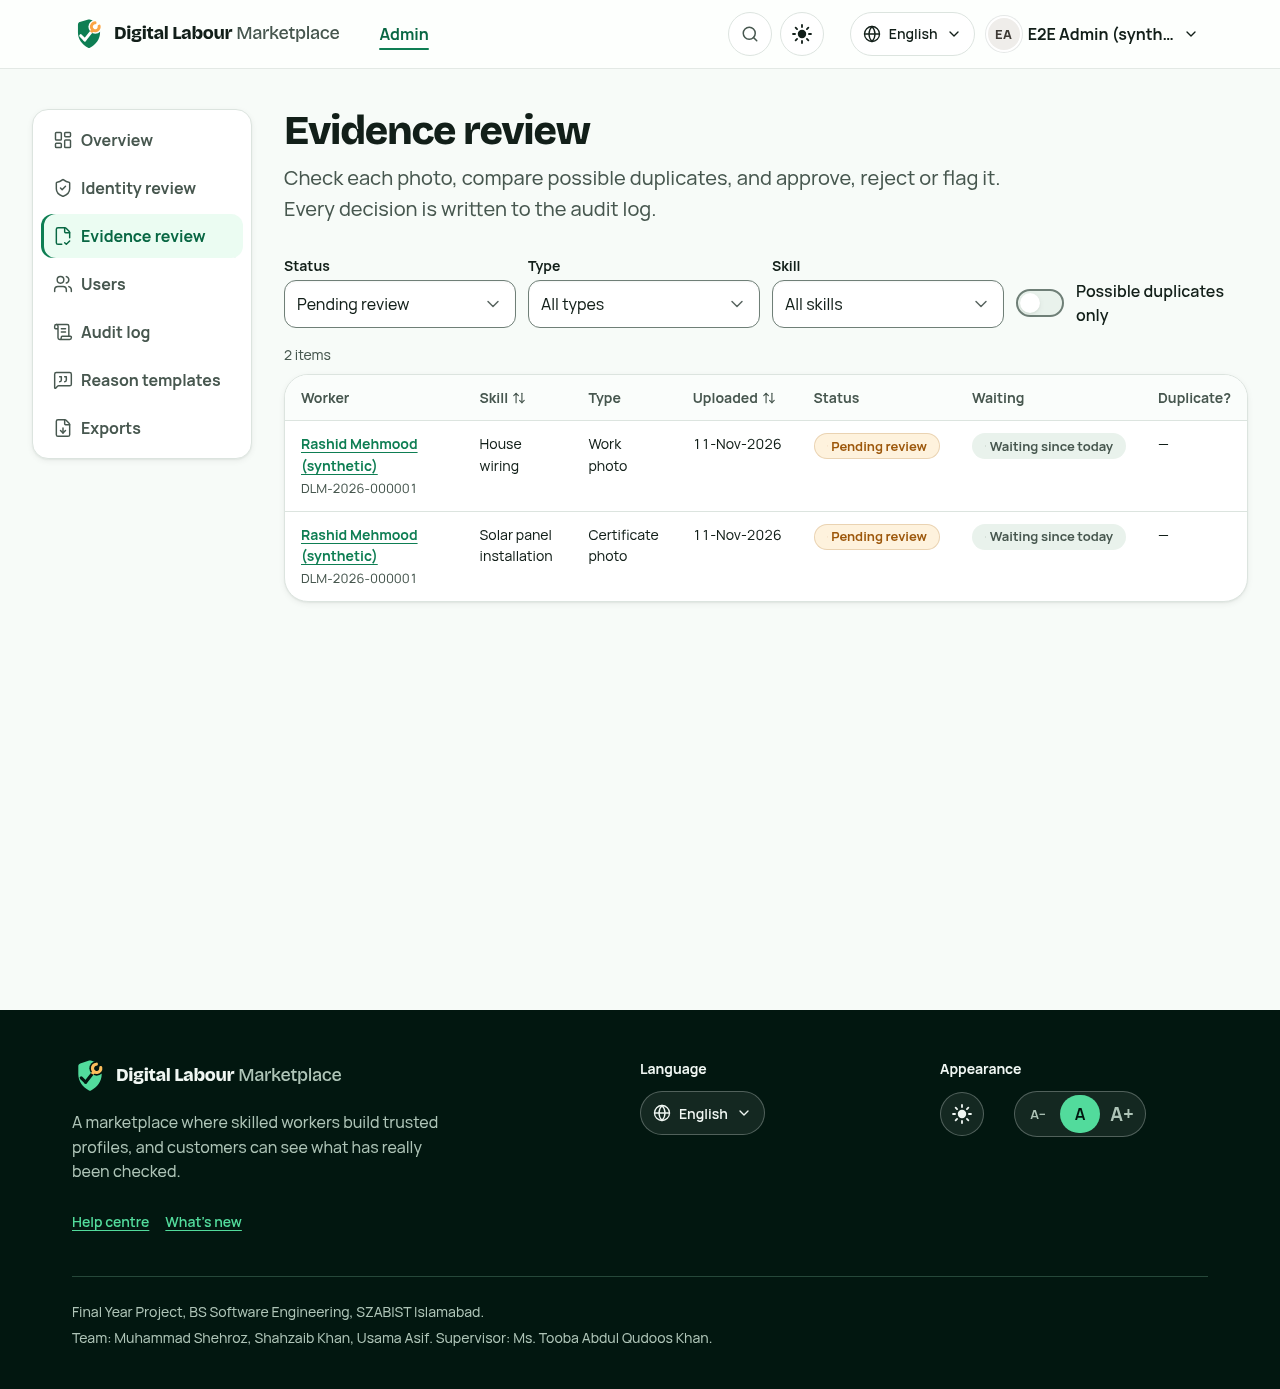 Digital Labour Marketplace
Admin
English
EA
E2E Admin (synth...
Overview
Identity review
Evidence review
Users
Audit log
Reason templates
Exports
Evidence review
Check each photo, compare possible duplicates, and approve, reject or flag it.
Every decision is written to the audit log.
Status
Type
Skill
Pending review
All types
All skills
Possible duplicates
only
2 items
Worker
Skill
Type
Uploaded
Status
Waiting
Duplicate?
Rashid Mehmood
(synthetic)
DLM-2026-000001
House
wiring
Work
photo
11-Nov-2026
Pending review
Waiting since today
—
Rashid Mehmood
(synthetic)
DLM-2026-000001
Solar panel
installation
Certificate
photo
11-Nov-2026
Pending review
Waiting since today
—
Digital Labour Marketplace
A marketplace where skilled workers build trusted
profiles, and customers can see what has really
been checked.
Help centre
What's new
Language
English
Appearance
A−
A
A+
Final Year Project, BS Software Engineering, SZABIST Islamabad.
Team: Muhammad Shehroz, Shahzaib Khan, Usama Asif. Supervisor: Ms. Tooba Abdul Qudoos Khan.